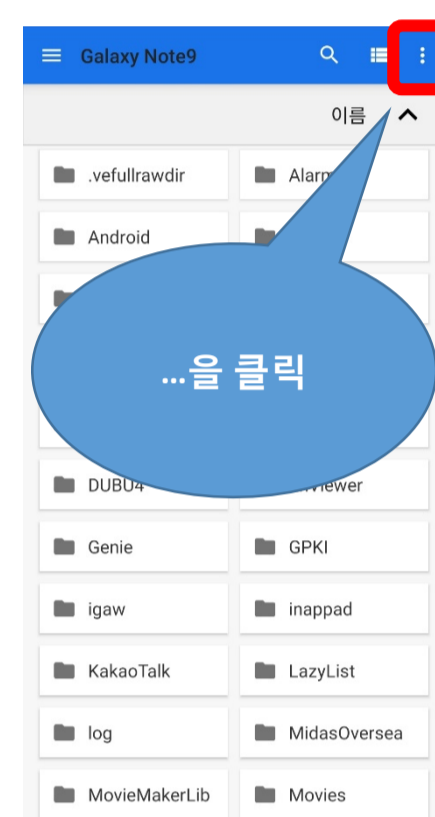 Galaxy Note9
이름
.vefullrawdir
Android
...을 클릭
DUBU4
Genie
GPKI
igaw
inappad
KakaoTalk
LazyList
log
MidasOversea
MovieMakerLib
Movies